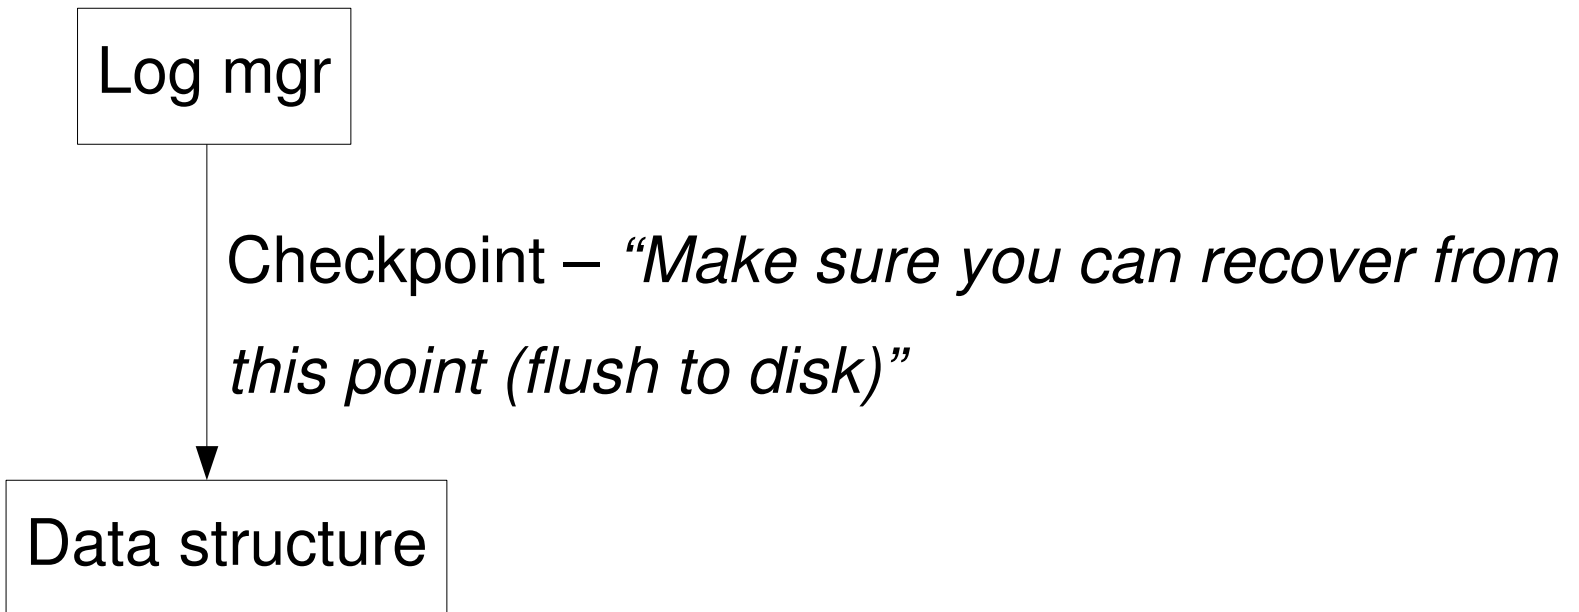 Log mgr
Checkpoint – “Make sure you can recover from
this point (flush to disk)”
Data structure